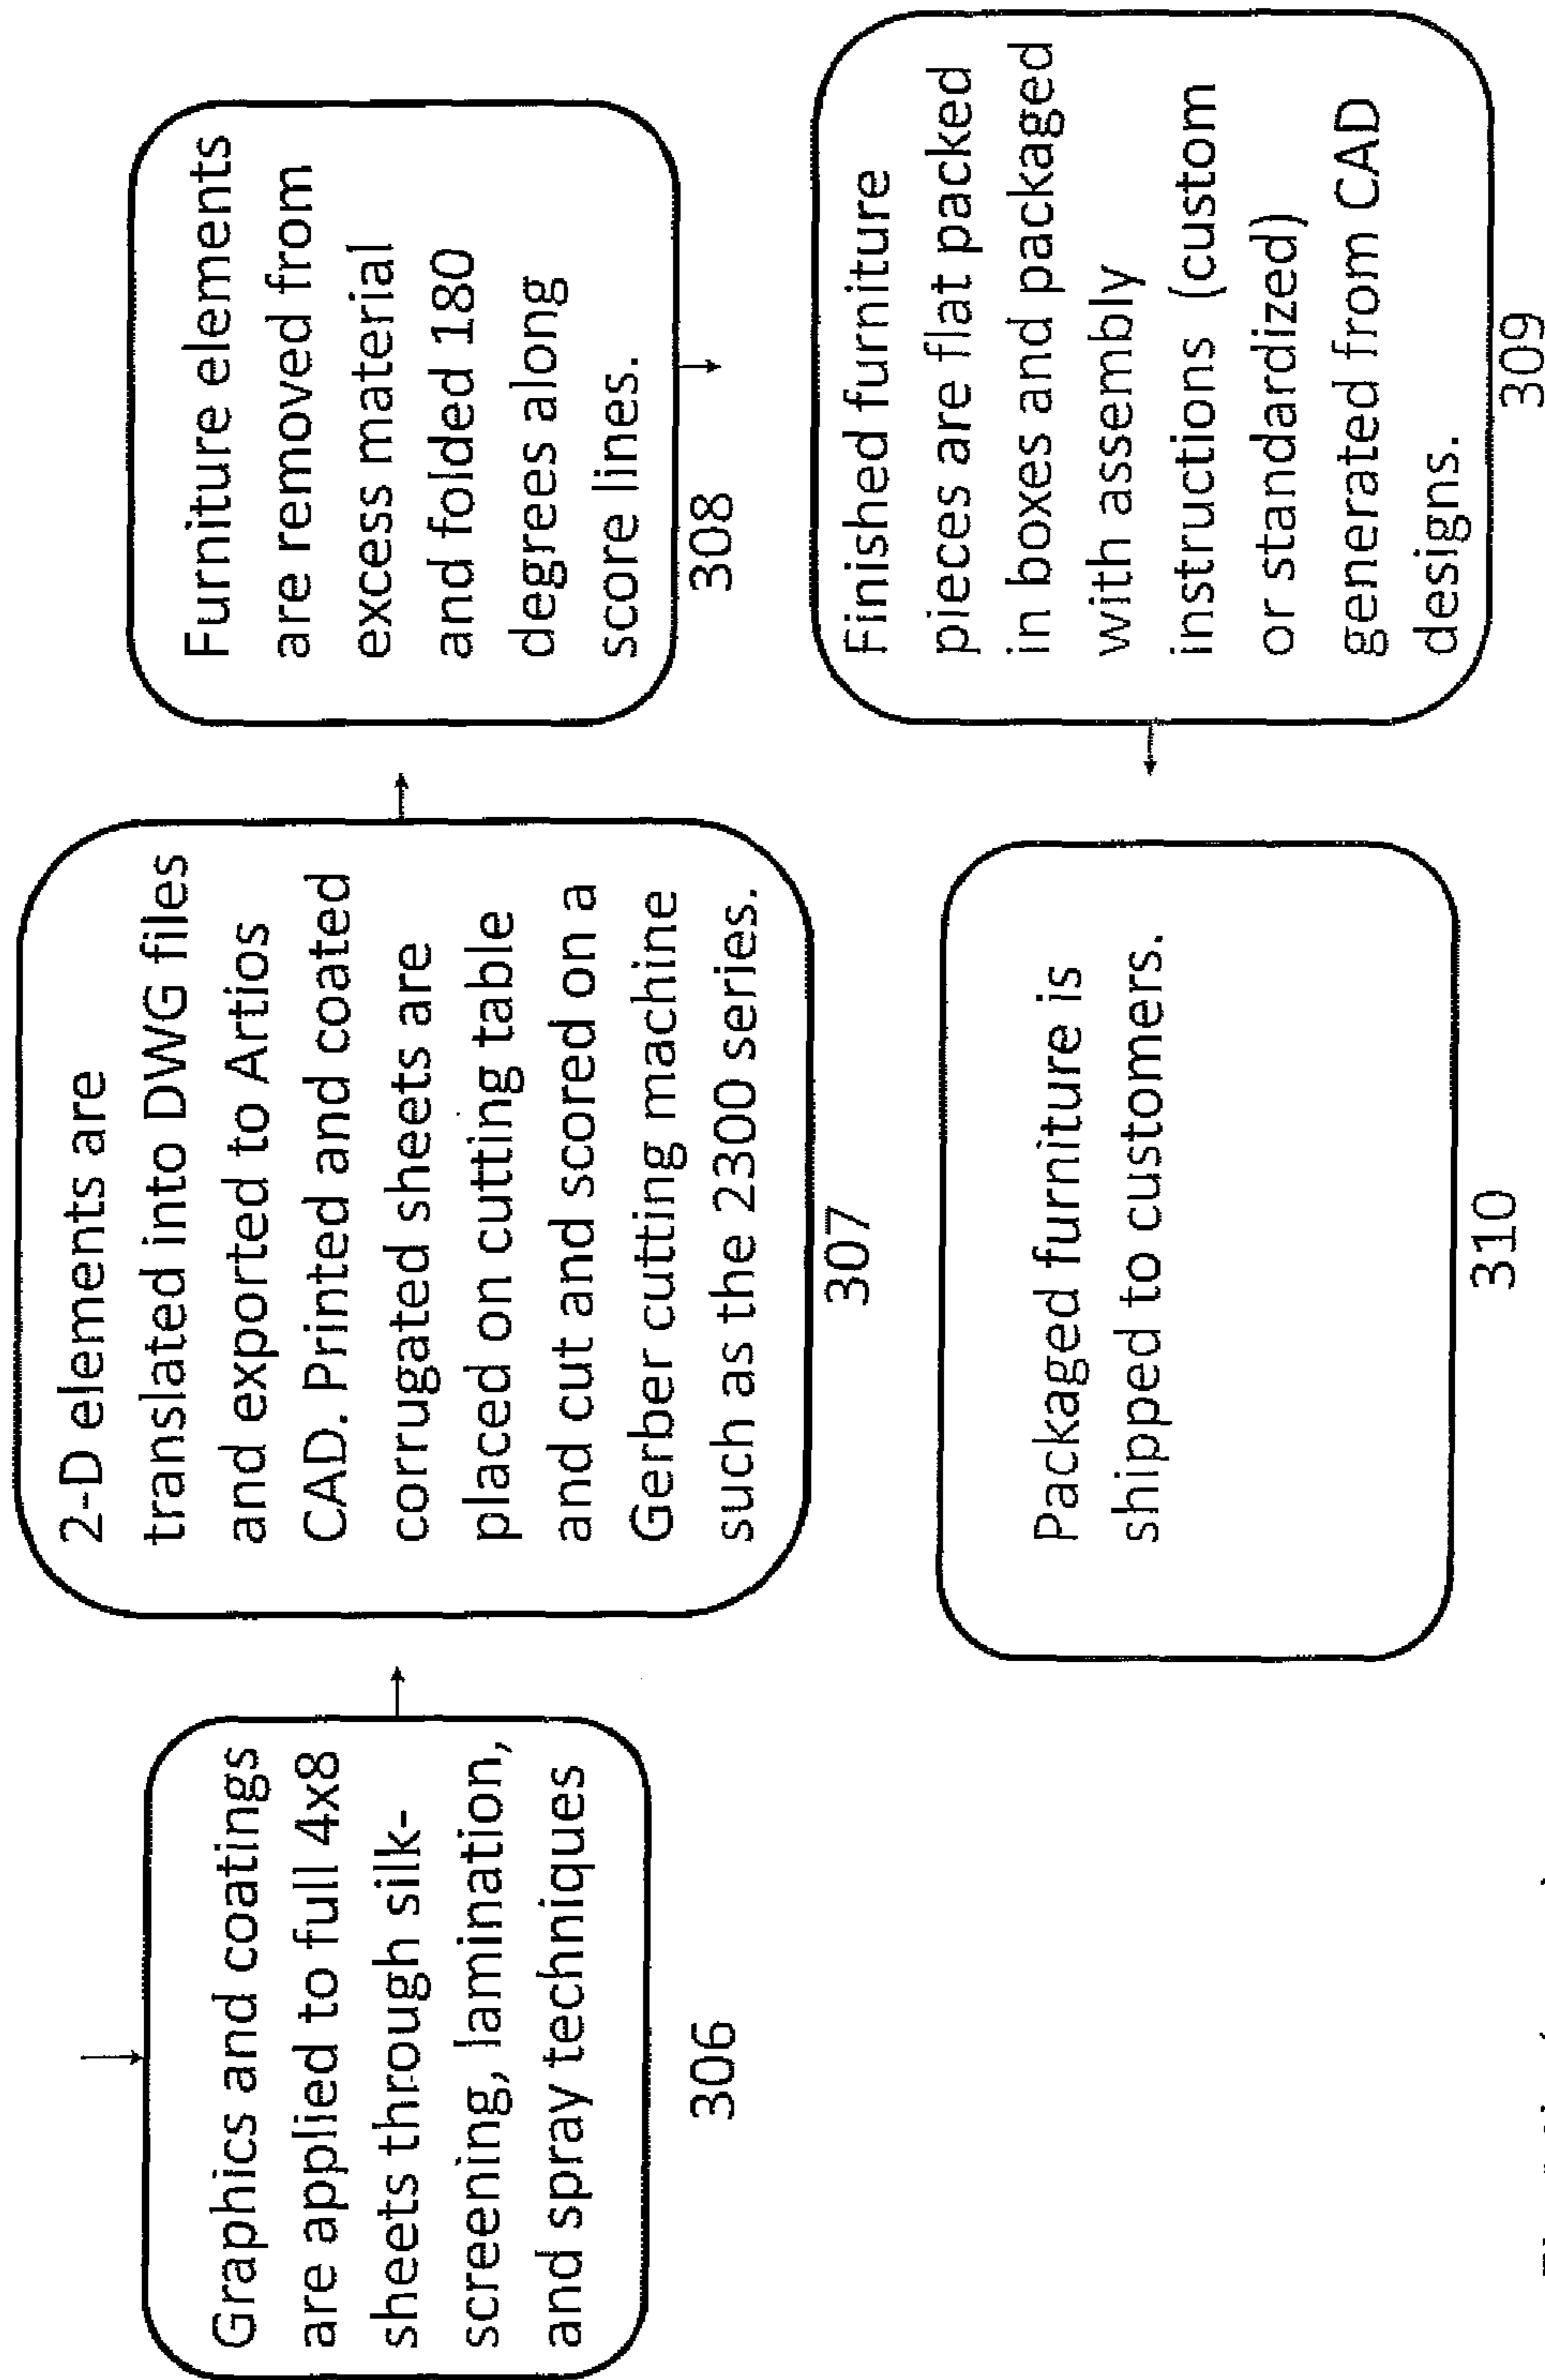 Graphics and coatings
are applied to full 4x8
sheets through silk-
screening, lamination,
and spray techniques
306
2-D elements are
translated into DWG files
and exported to Artios
CAD. Printed and coated
corrugated sheets are
placed on cutting table
and cut and scored on a
Gerber cutting machine
such as the 2300 series.
307
Furniture elements
are removed from
excess material
and folded 180
degrees along
score lines.
308
Finished furniture
pieces are flat packed
in boxes and packaged
with assembly
instructions (custom
or standardized)
generated from CAD
designs.
309
Packaged furniture is
shipped to customers.
310